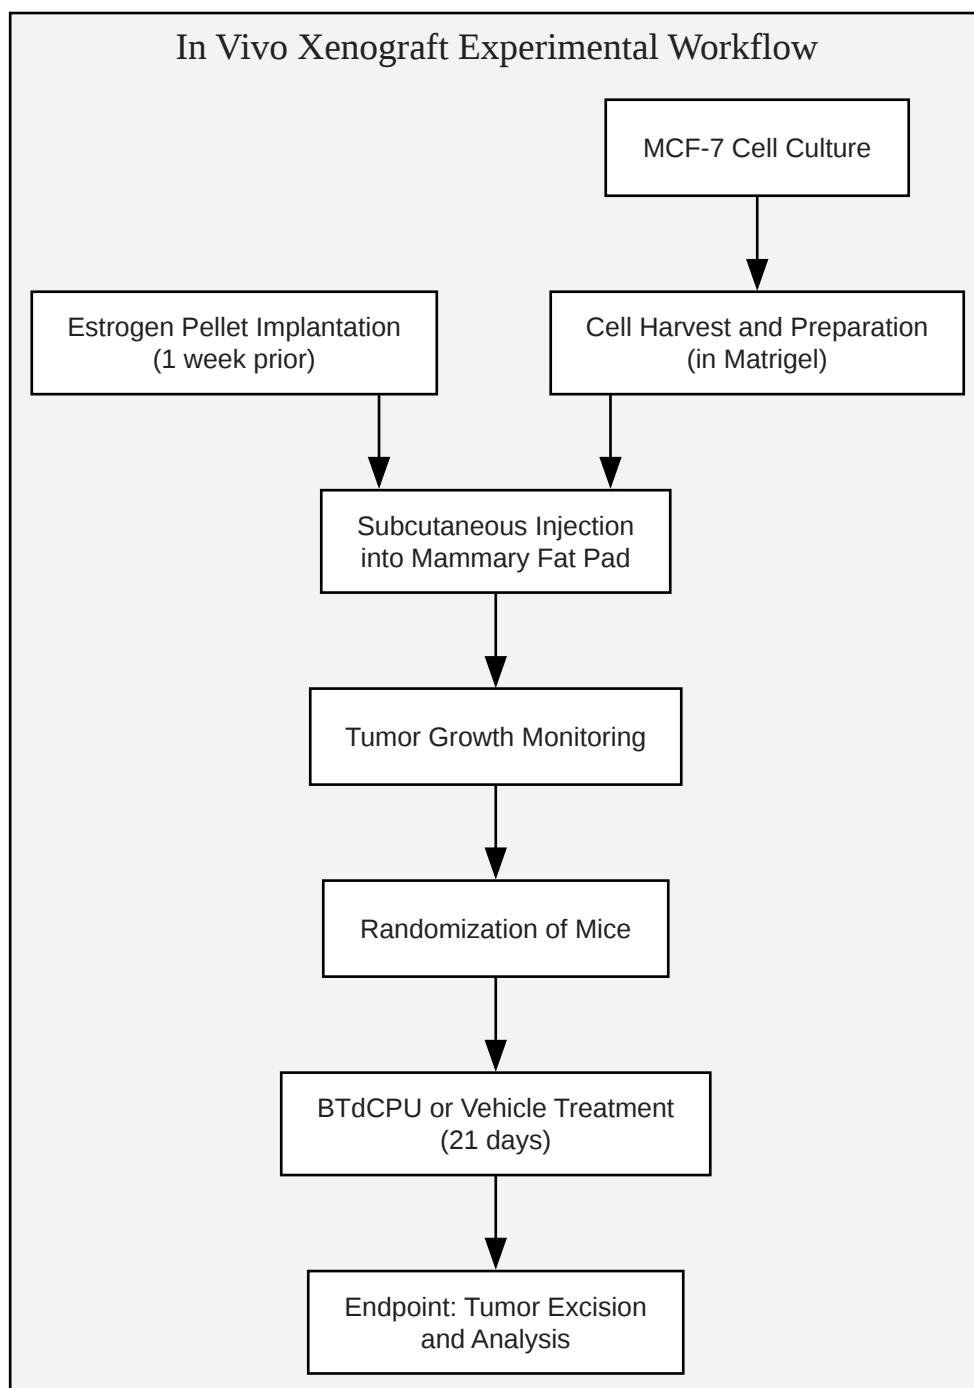 In Vivo Xenograft Experimental Workflow
MCF-7 Cell Culture
Estrogen Pellet Implantation
(1 week prior)
Cell Harvest and Preparation
(in Matrigel)
Subcutaneous Injection
into Mammary Fat Pad
Tumor Growth Monitoring
Randomization of Mice
BTdCPU or Vehicle Treatment
(21 days)
Endpoint: Tumor Excision
and Analysis